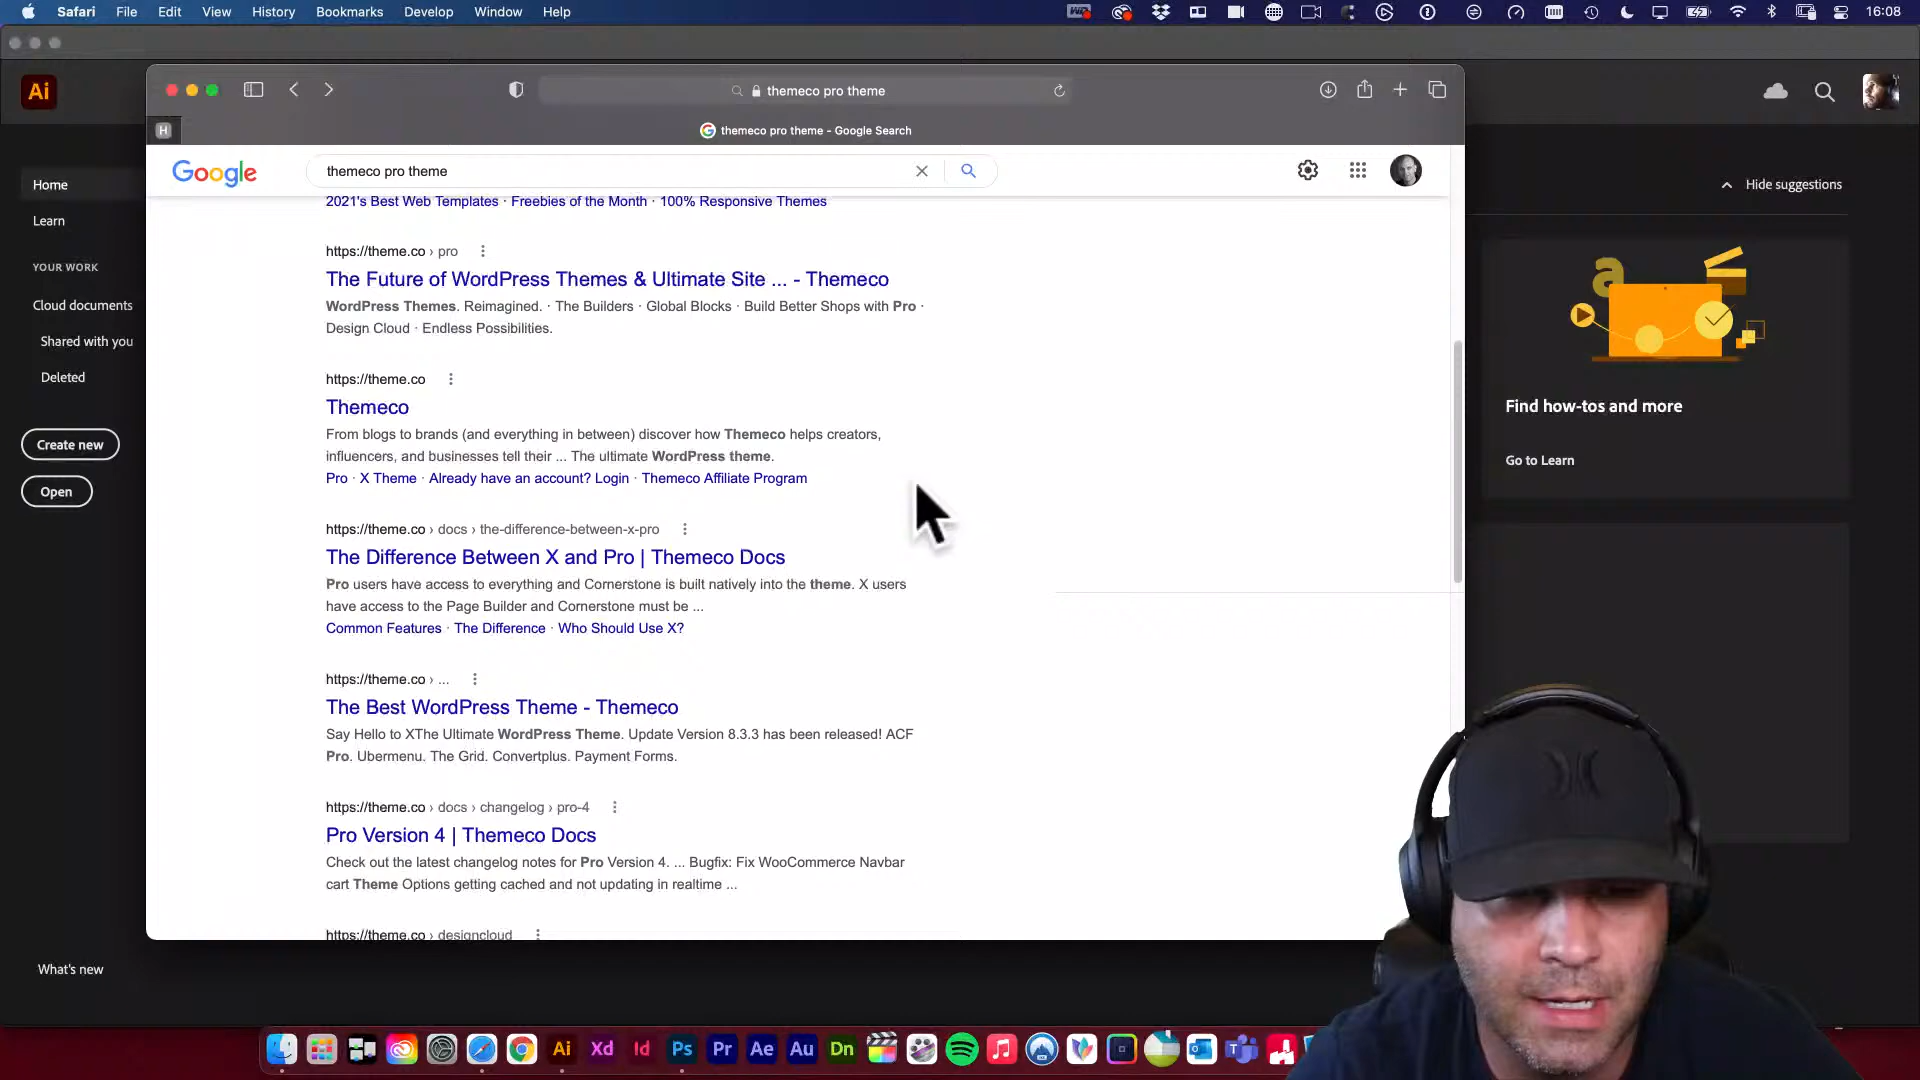 Safari File Edit View History Bookmarks Develop Window Help
16:08
Ai
themeco pro theme
H
themeco pro theme - Google Search
Google
themeco pro theme
Home
Learn
YOUR WORK
Cloud documents
Shared with you
Deleted
Create new
Open
What's new
2021's Best Web Templates · Freebies of the Month · 100% Responsive Themes
https://theme.co › pro
The Future of WordPress Themes & Ultimate Site ... - Themeco
WordPress Themes. Reimagined. · The Builders · Global Blocks · Build Better Shops with Pro ·
Design Cloud · Endless Possibilities.
https://theme.co
Themeco
From blogs to brands (and everything in between) discover how Themeco helps creators,
influencers, and businesses tell their ... The ultimate WordPress theme.
Pro · X Theme · Already have an account? Login · Themeco Affiliate Program
https://theme.co › docs › the-difference-between-x-pro
The Difference Between X and Pro | Themeco Docs
Pro users have access to everything and Cornerstone is built natively into the theme. X users
have access to the Page Builder and Cornerstone must be ...
Common Features · The Difference · Who Should Use X?
https://theme.co › ...
The Best WordPress Theme - Themeco
Say Hello to XThe Ultimate WordPress Theme. Update Version 8.3.3 has been released! ACF
Pro. Ubermenu. The Grid. Convertplus. Payment Forms.
https://theme.co › docs › changelog › pro-4
Pro Version 4 | Themeco Docs
Check out the latest changelog notes for Pro Version 4. ... Bugfix: Fix WooCommerce Navbar
cart Theme Options getting cached and not updating in realtime ...
https://theme.co › designcloud
Hide suggestions
a
Find how-tos and more
Go to Learn
Ai Xd Id Ps Pr Ae Au Dn